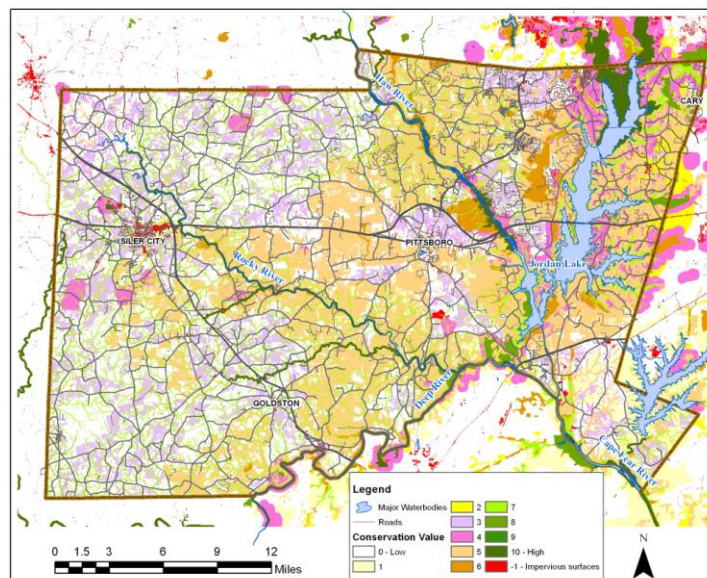 Haw River
CARY
SILER CITY
PITTSBORO
Rocky River
Jordan Lake
Deep River
GOLDSTON
Cape Fear River
Legend
Major Waterbodies
Roads
Conservation Value
0 - Low
1
2
3
4
5
6
7
8
9
10 - High
-1 - Impervious surfaces
0 1.5 3 6 9 12
Miles
N